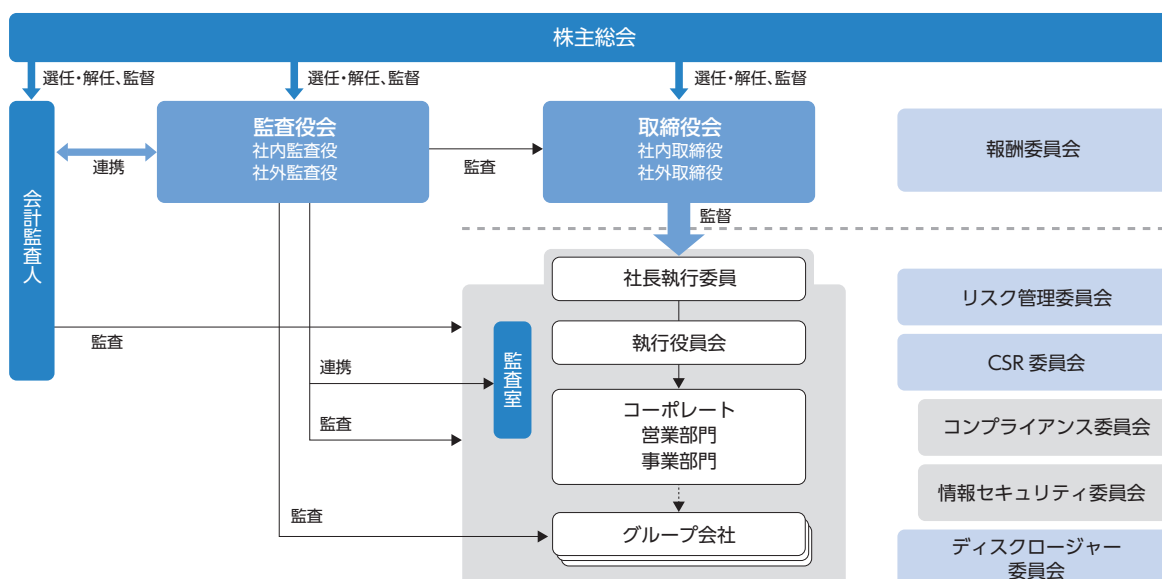 株主総会
選任・解任、監督
選任・解任、監督
選任・解任、監督
会計監査人
連携
監査役会
社内監査役
社外監査役
監査
取締役会
社内取締役
社外取締役
報酬委員会
監督
社長執行委員
リスク管理委員会
監査
執行役員会
連携
監査室
CSR 委員会
監査
コーポレート
営業部門
事業部門
コンプライアンス委員会
情報セキュリティ委員会
監査
グループ会社
ディスクロージャー
委員会